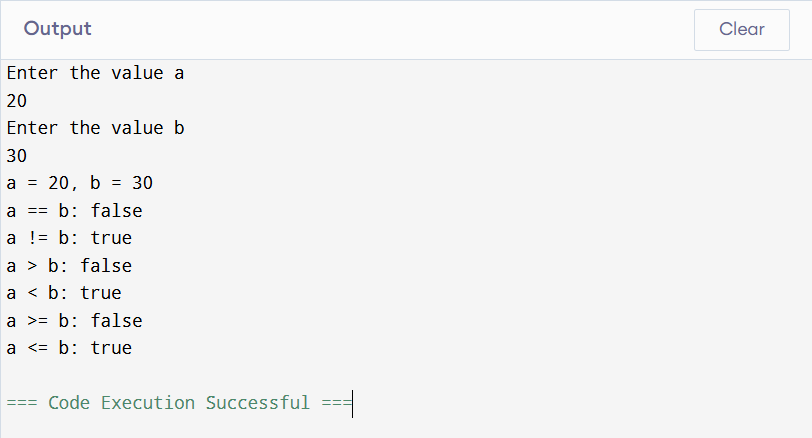 Output
Clear
Enter the value a
20
Enter the value b
30
a = 20, b = 30
a == b: false
a != b: true
a > b: false
a < b: true
a >= b: false
a <= b: true
=== Code Execution Successful ===